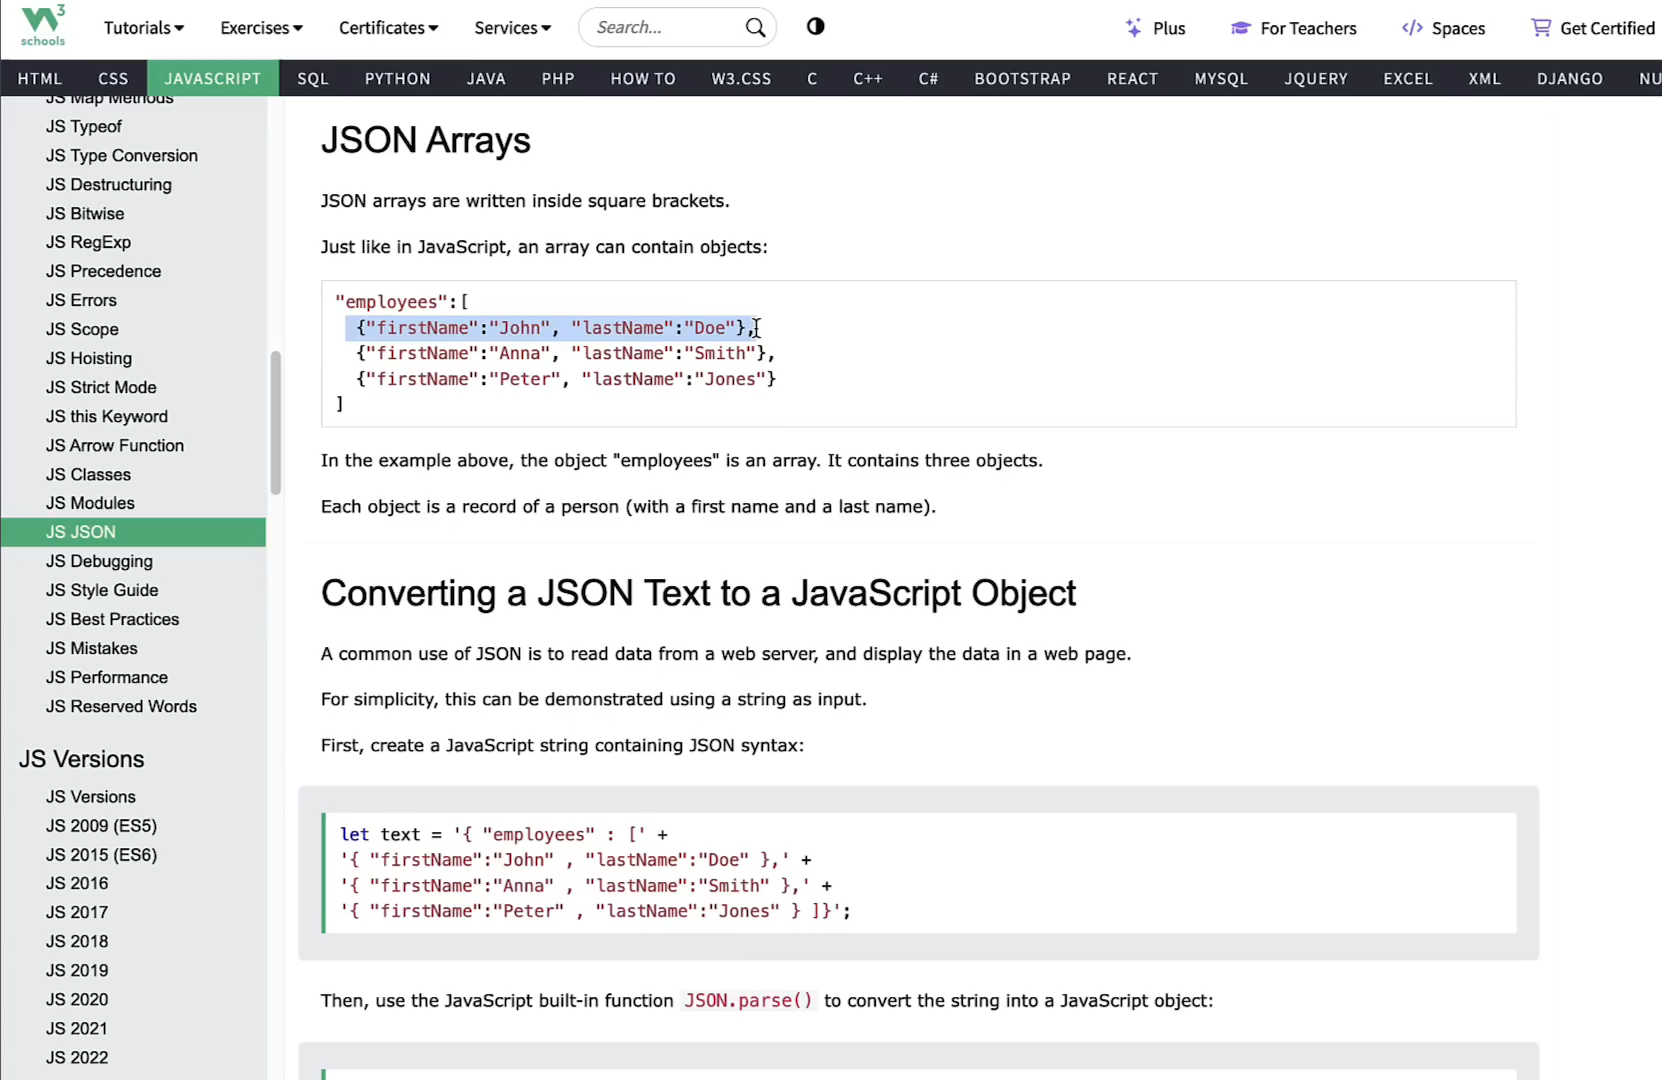 W3 schools
Tutorials Exercises Certificates Services Search... Plus For Teachers Spaces Get Certified
HTML CSS JAVASCRIPT SQL PYTHON JAVA PHP HOW TO W3.CSS C C++ C# BOOTSTRAP REACT MYSQL JQUERY EXCEL XML DJANGO NU
JS Map Methods
JS Typeof
JS Type Conversion
JS Destructuring
JS Bitwise
JS RegExp
JS Precedence
JS Errors
JS Scope
JS Hoisting
JS Strict Mode
JS this Keyword
JS Arrow Function
JS Classes
JS Modules
JS JSON
JS Debugging
JS Style Guide
JS Best Practices
JS Mistakes
JS Performance
JS Reserved Words
JS Versions
JS Versions
JS 2009 (ES5)
JS 2015 (ES6)
JS 2016
JS 2017
JS 2018
JS 2019
JS 2020
JS 2021
JS 2022
JSON Arrays
JSON arrays are written inside square brackets.
Just like in JavaScript, an array can contain objects:
"employees":[
{"firstName":"John", "lastName":"Doe"},
{"firstName":"Anna", "lastName":"Smith"},
{"firstName":"Peter", "lastName":"Jones"}
]
In the example above, the object "employees" is an array. It contains three objects.
Each object is a record of a person (with a first name and a last name).
Converting a JSON Text to a JavaScript Object
A common use of JSON is to read data from a web server, and display the data in a web page.
For simplicity, this can be demonstrated using a string as input.
First, create a JavaScript string containing JSON syntax:
let text = '{ "employees" : [' +
'{ "firstName":"John" , "lastName":"Doe" },' +
'{ "firstName":"Anna" , "lastName":"Smith" },' +
'{ "firstName":"Peter" , "lastName":"Jones" } ]}';
Then, use the JavaScript built-in function JSON.parse() to convert the string into a JavaScript object: